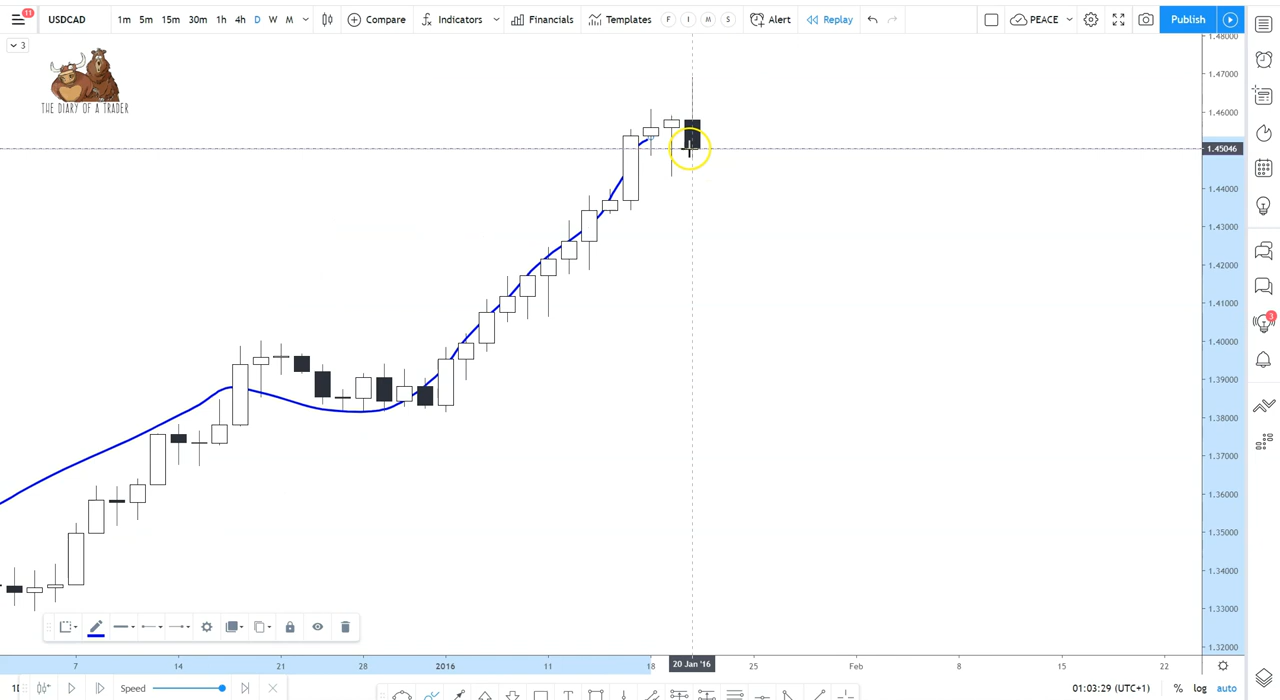 11
USDCAD
1m 5m 15m 30m 1h 4h D W M
Compare
Indicators
Financials
Templates
F I M S
Alert
Replay
PEACE
Publish
3
THE DIARY OF A TRADER
1.48000
1.47000
1.46000
1.45046
1.44000
1.43000
1.42000
1.41000
1.40000
1.39000
1.38000
1.37000
1.36000
1.35000
1.34000
1.33000
1.32000
3
7 14 21 28 2016 11 18 20 Jan '16 25 Feb 8 15 22
Speed
01:03:29 (UTC+1) % log auto